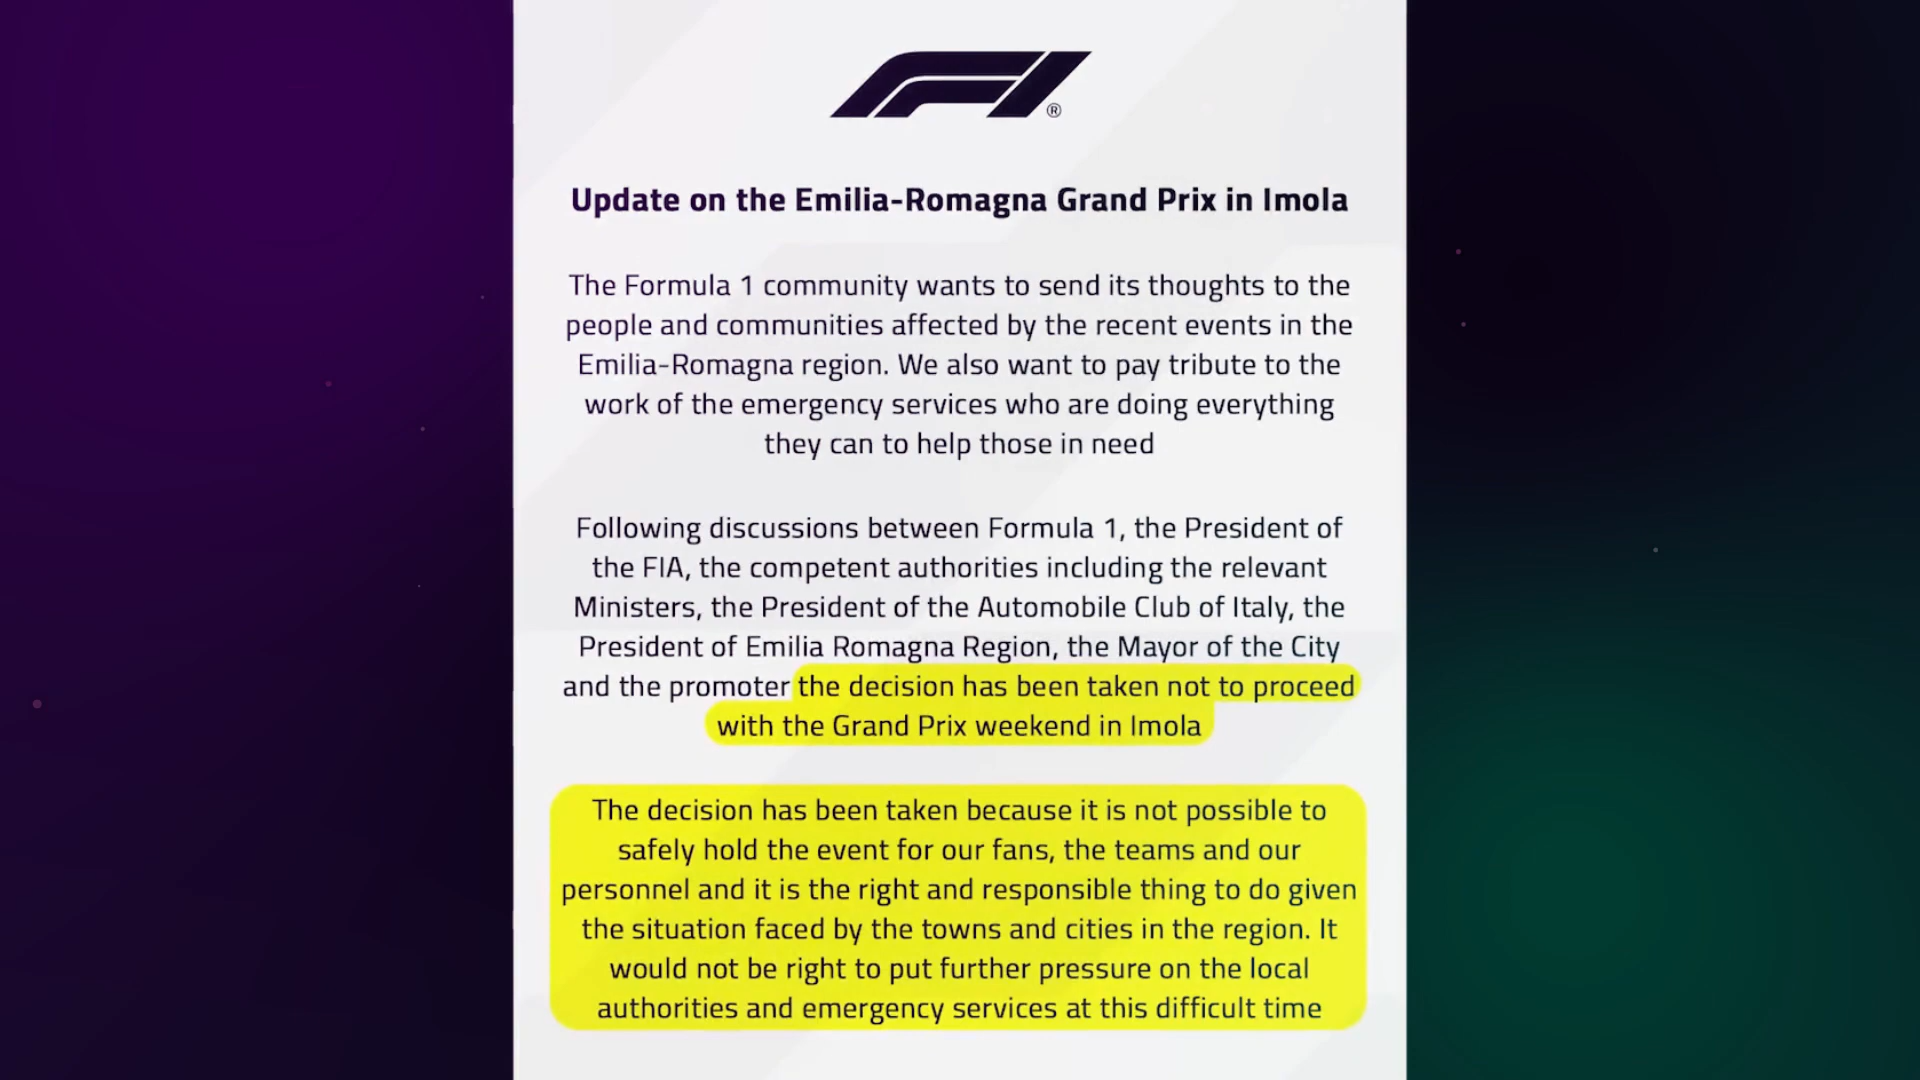 F1®
Update on the Emilia-Romagna Grand Prix in Imola
The Formula 1 community wants to send its thoughts to the
people and communities affected by the recent events in the
Emilia-Romagna region. We also want to pay tribute to the
work of the emergency services who are doing everything
they can to help those in need
Following discussions between Formula 1, the President of
the FIA, the competent authorities including the relevant
Ministers, the President of the Automobile Club of Italy, the
President of Emilia Romagna Region, the Mayor of the City
and the promoter the decision has been taken not to proceed
with the Grand Prix weekend in Imola
The decision has been taken because it is not possible to
safely hold the event for our fans, the teams and our
personnel and it is the right and responsible thing to do given
the situation faced by the towns and cities in the region. It
would not be right to put further pressure on the local
authorities and emergency services at this difficult time